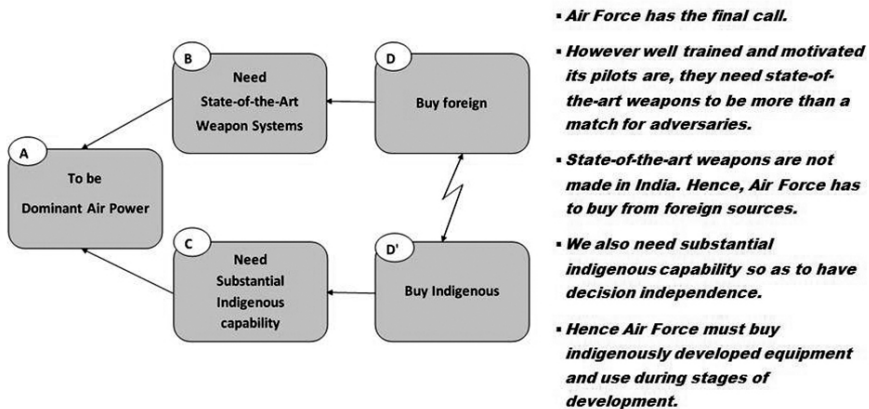 B
Need
State-of-the-Art
Weapon Systems
D
Buy foreign
A
To be
Dominant Air Power
C
Need
Substantial
Indigenous
capability
D'
Buy Indigenous
▪ Air Force has the final call.
▪ However well trained and motivated
its pilots are, they need state-of-
the-art weapons to be more than a
match for adversaries.
▪ State-of-the-art weapons are not
made in India. Hence, Air Force has
to buy from foreign sources.
▪ We also need substantial
indigenous capability so as to have
decision independence.
▪ Hence Air Force must buy
indigenously developed equipment
and use during stages of
development.